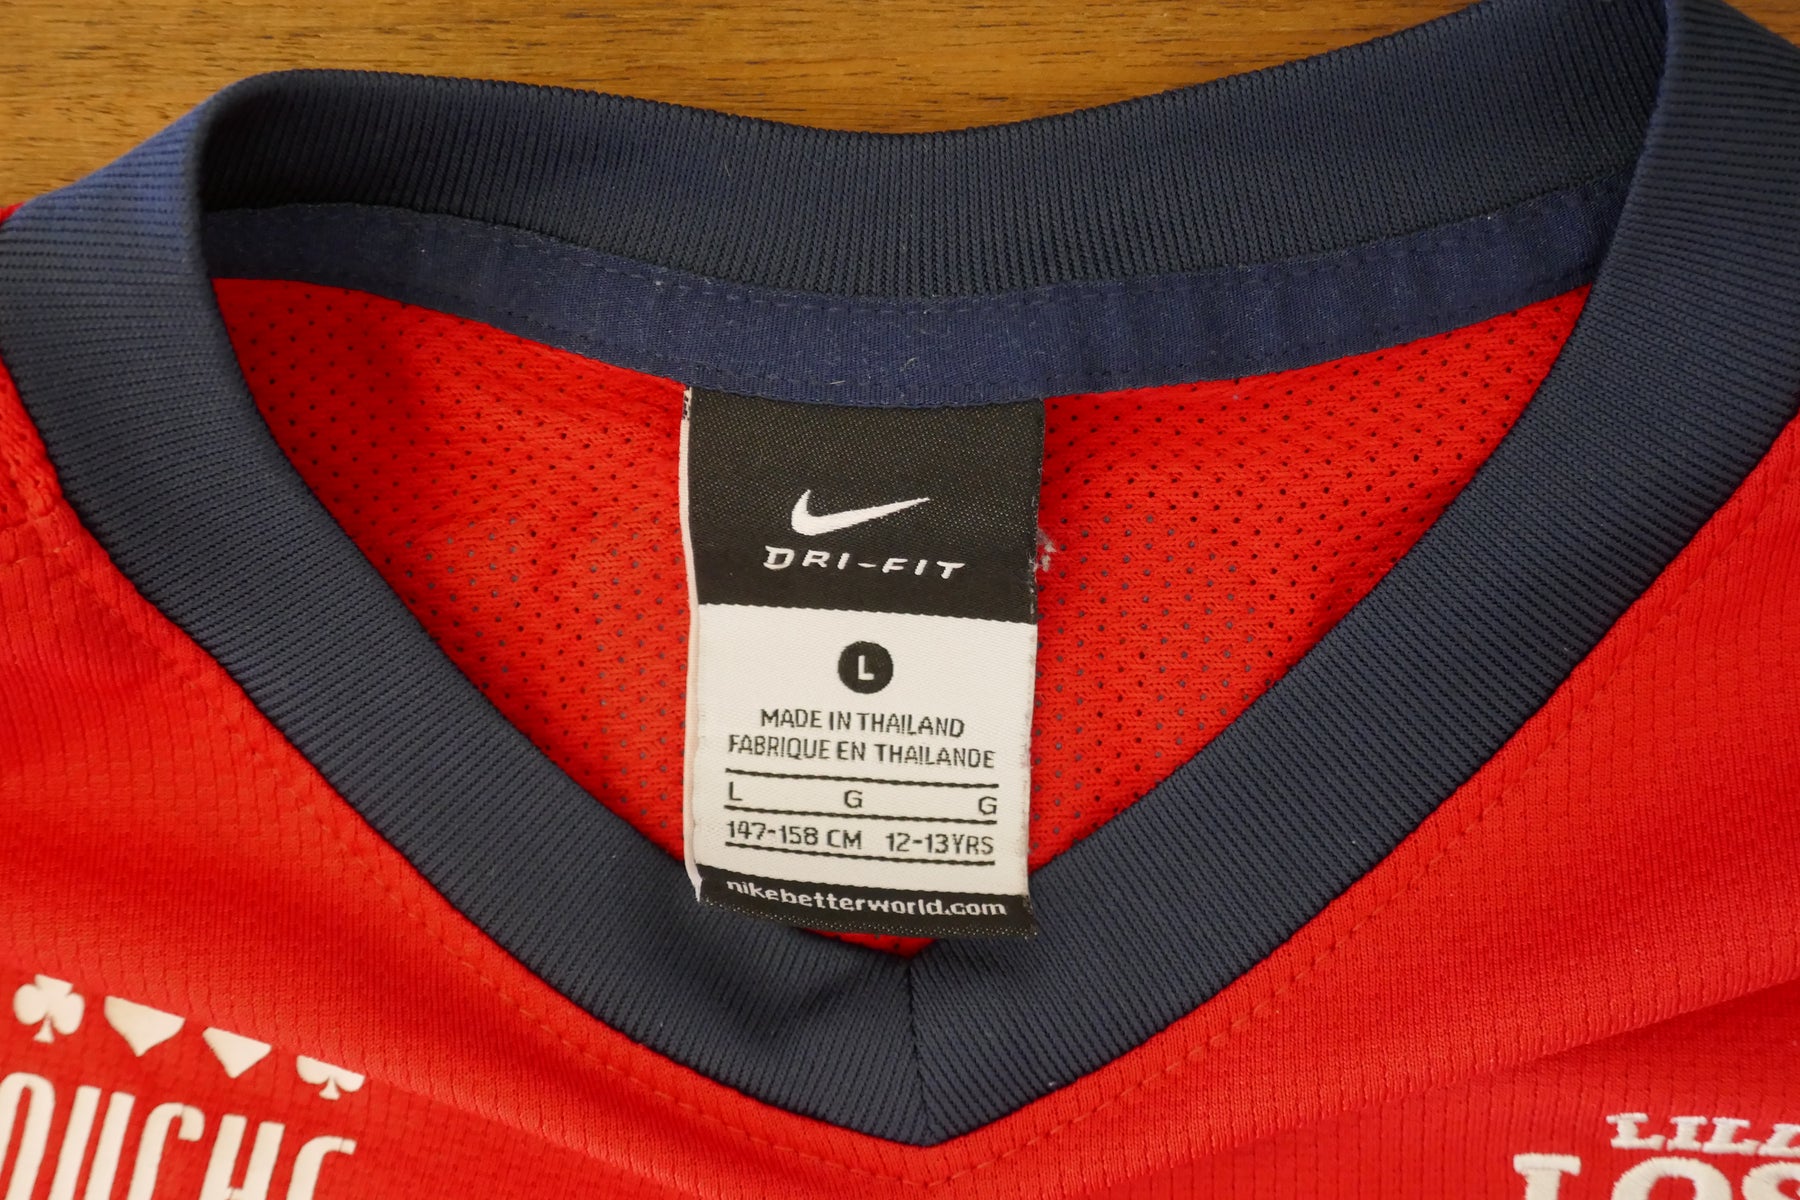 DRI-FIT
L
MADE IN THAILAND
FABRIQUE EN THAILANDE
L G G
147-158 CM 12-13YRS
nikebetterworld.com